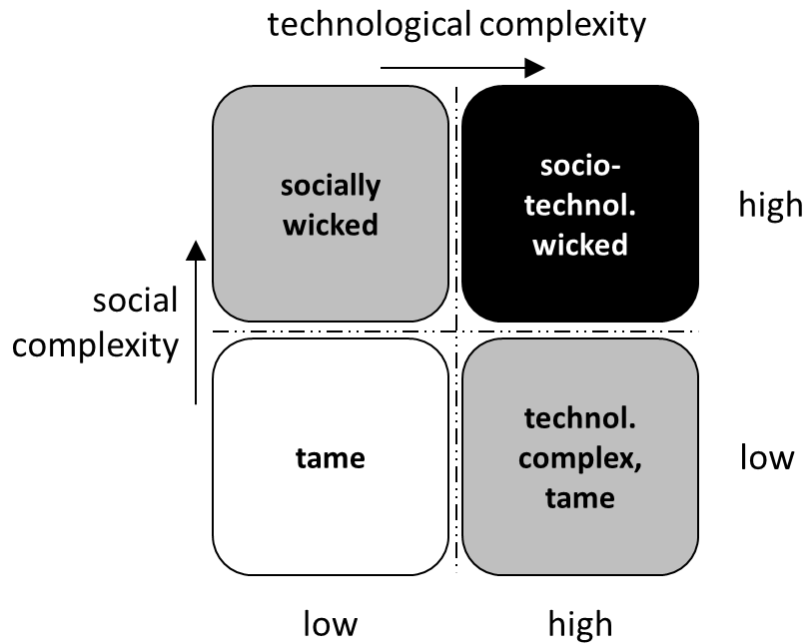 technological complexity
socially
wicked
socio-
technol.
wicked
high
social
complexity
tame
technol.
complex,
tame
low
low
high